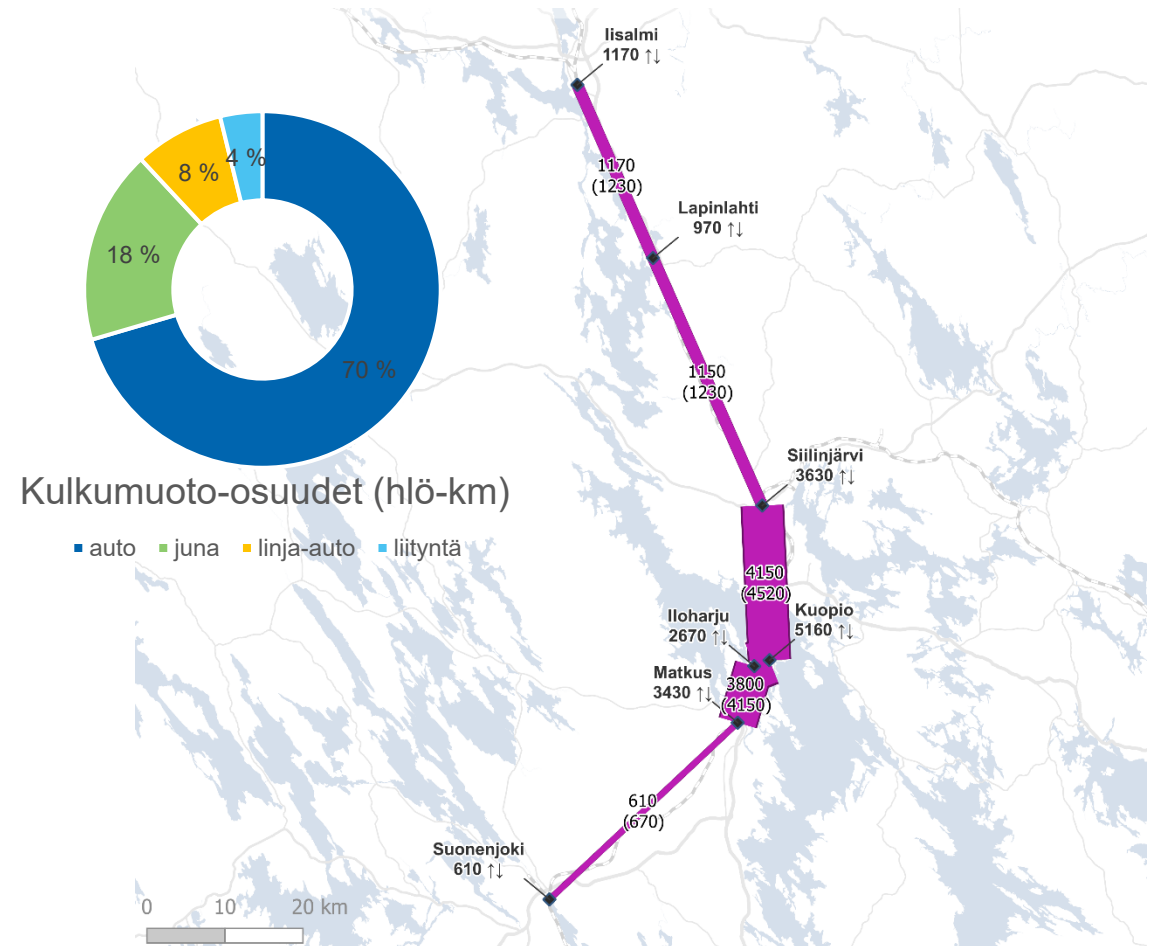 Iisalmi
1170 ↑↓
1170
(1230)
Lapinlahti
970 ↑↓
1150
(1230)
Siilinjärvi
3630 ↑↓
4150
(4520)
Iloharju
2670 ↑↓
Kuopio
5160 ↑↓
Matkus
3430 ↑↓
3800
(4150)
610
(670)
Suonenjoki
610 ↑↓
4 %
8 %
18 %
70 %
Kulkumuoto-osuudet (hlö-km)
auto juna linja-auto liityntä
0 10 20 km